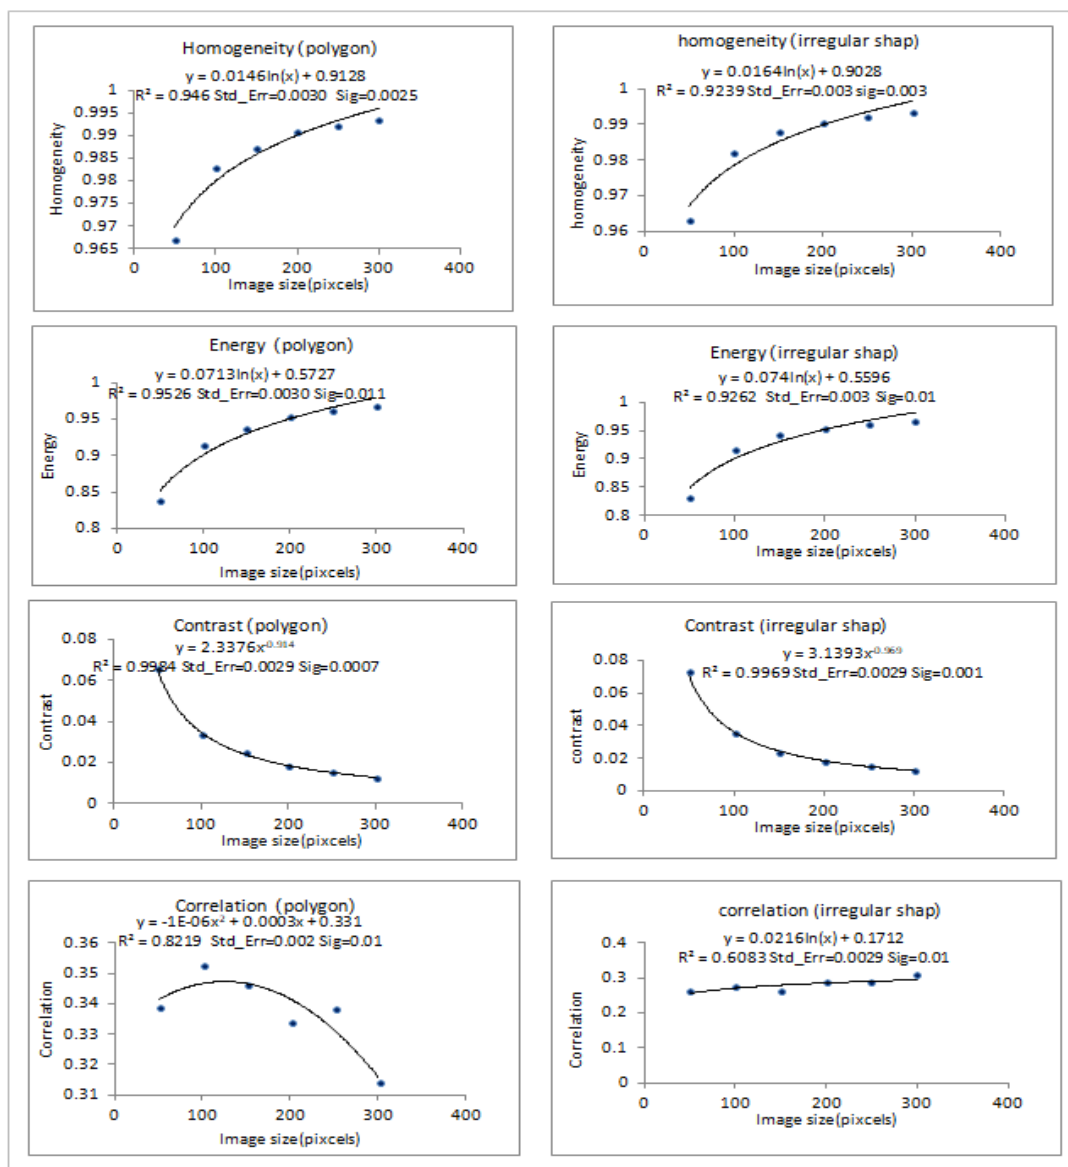 Homogeneity (polygon)
y = 0.0146ln(x) + 0.9128
R² = 0.946 Std_Err=0.0030 Sig=0.0025
1
0.995
0.99
0.985
0.98
0.975
0.97
0.965
Homogeneity
0 100 200 300 400
Image size(pixcels)
homogeneity (irregular shap)
y = 0.0164ln(x) + 0.9028
R² = 0.9239 Std_Err=0.003 sig=0.003
1
0.99
0.98
0.97
0.96
homogeneity
0 100 200 300 400
Image size(pixcels)
Energy (polygon)
y = 0.0713ln(x) + 0.5727
R² = 0.9526 Std_Err=0.0030 Sig=0.011
1
0.95
0.9
0.85
0.8
Energy
0 100 200 300 400
Image size(pixcels)
Energy (irregular shap)
y = 0.074ln(x) + 0.5596
R² = 0.9262 Std_Err=0.003 Sig=0.01
1
0.95
0.9
0.85
0.8
Energy
0 100 200 300 400
Image size(pixcels)
Contrast (polygon)
y = 2.3376x^-0.914
R² = 0.9984 Std_Err=0.0029 Sig=0.0007
0.08
0.06
0.04
0.02
0
Contrast
0 100 200 300 400
Image size(pixcels)
Contrast (irregular shap)
y = 3.1393x^-0.969
R² = 0.9969 Std_Err=0.0029 Sig=0.001
0.08
0.06
0.04
0.02
0
contrast
0 100 200 300 400
Image size(pixcels)
Correlation (polygon)
y = -1E-06x² + 0.0003x + 0.331
R² = 0.8219 Std_Err=0.002 Sig=0.01
0.36
0.35
0.34
0.33
0.32
0.31
Correlation
0 100 200 300 400
Image size(pixcels)
correlation (irregular shap)
y = 0.0216ln(x) + 0.1712
R² = 0.6083 Std_Err=0.0029 Sig=0.01
0.4
0.3
0.2
0.1
0
Correlation
0 100 200 300 400
Image size(pixcels)